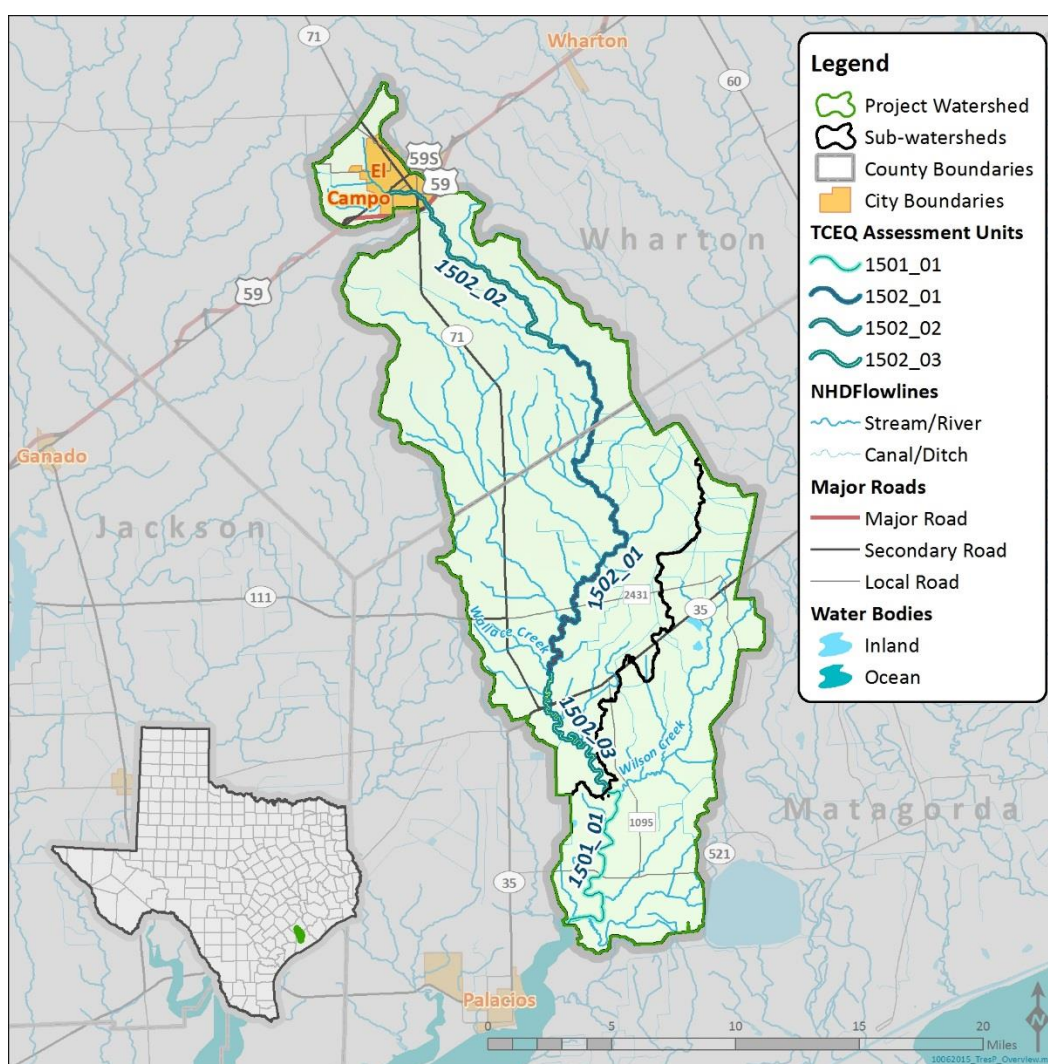 71
Wharton
60
59S
59
El
Campo
Wharton
1502_02
59
71
Ganado
Jackson
1502_01
2431
111
35
Wallace Creek
1502_03
Wilson Creek
Matagorda
1501_01
1095
521
35
Palacios
Legend
Project Watershed
Sub-watersheds
County Boundaries
City Boundaries
TCEQ Assessment Units
1501_01
1502_01
1502_02
1502_03
NHDFlowlines
Stream/River
Canal/Ditch
Major Roads
Major Road
Secondary Road
Local Road
Water Bodies
Inland
Ocean
0 5 10 15 20
Miles
N